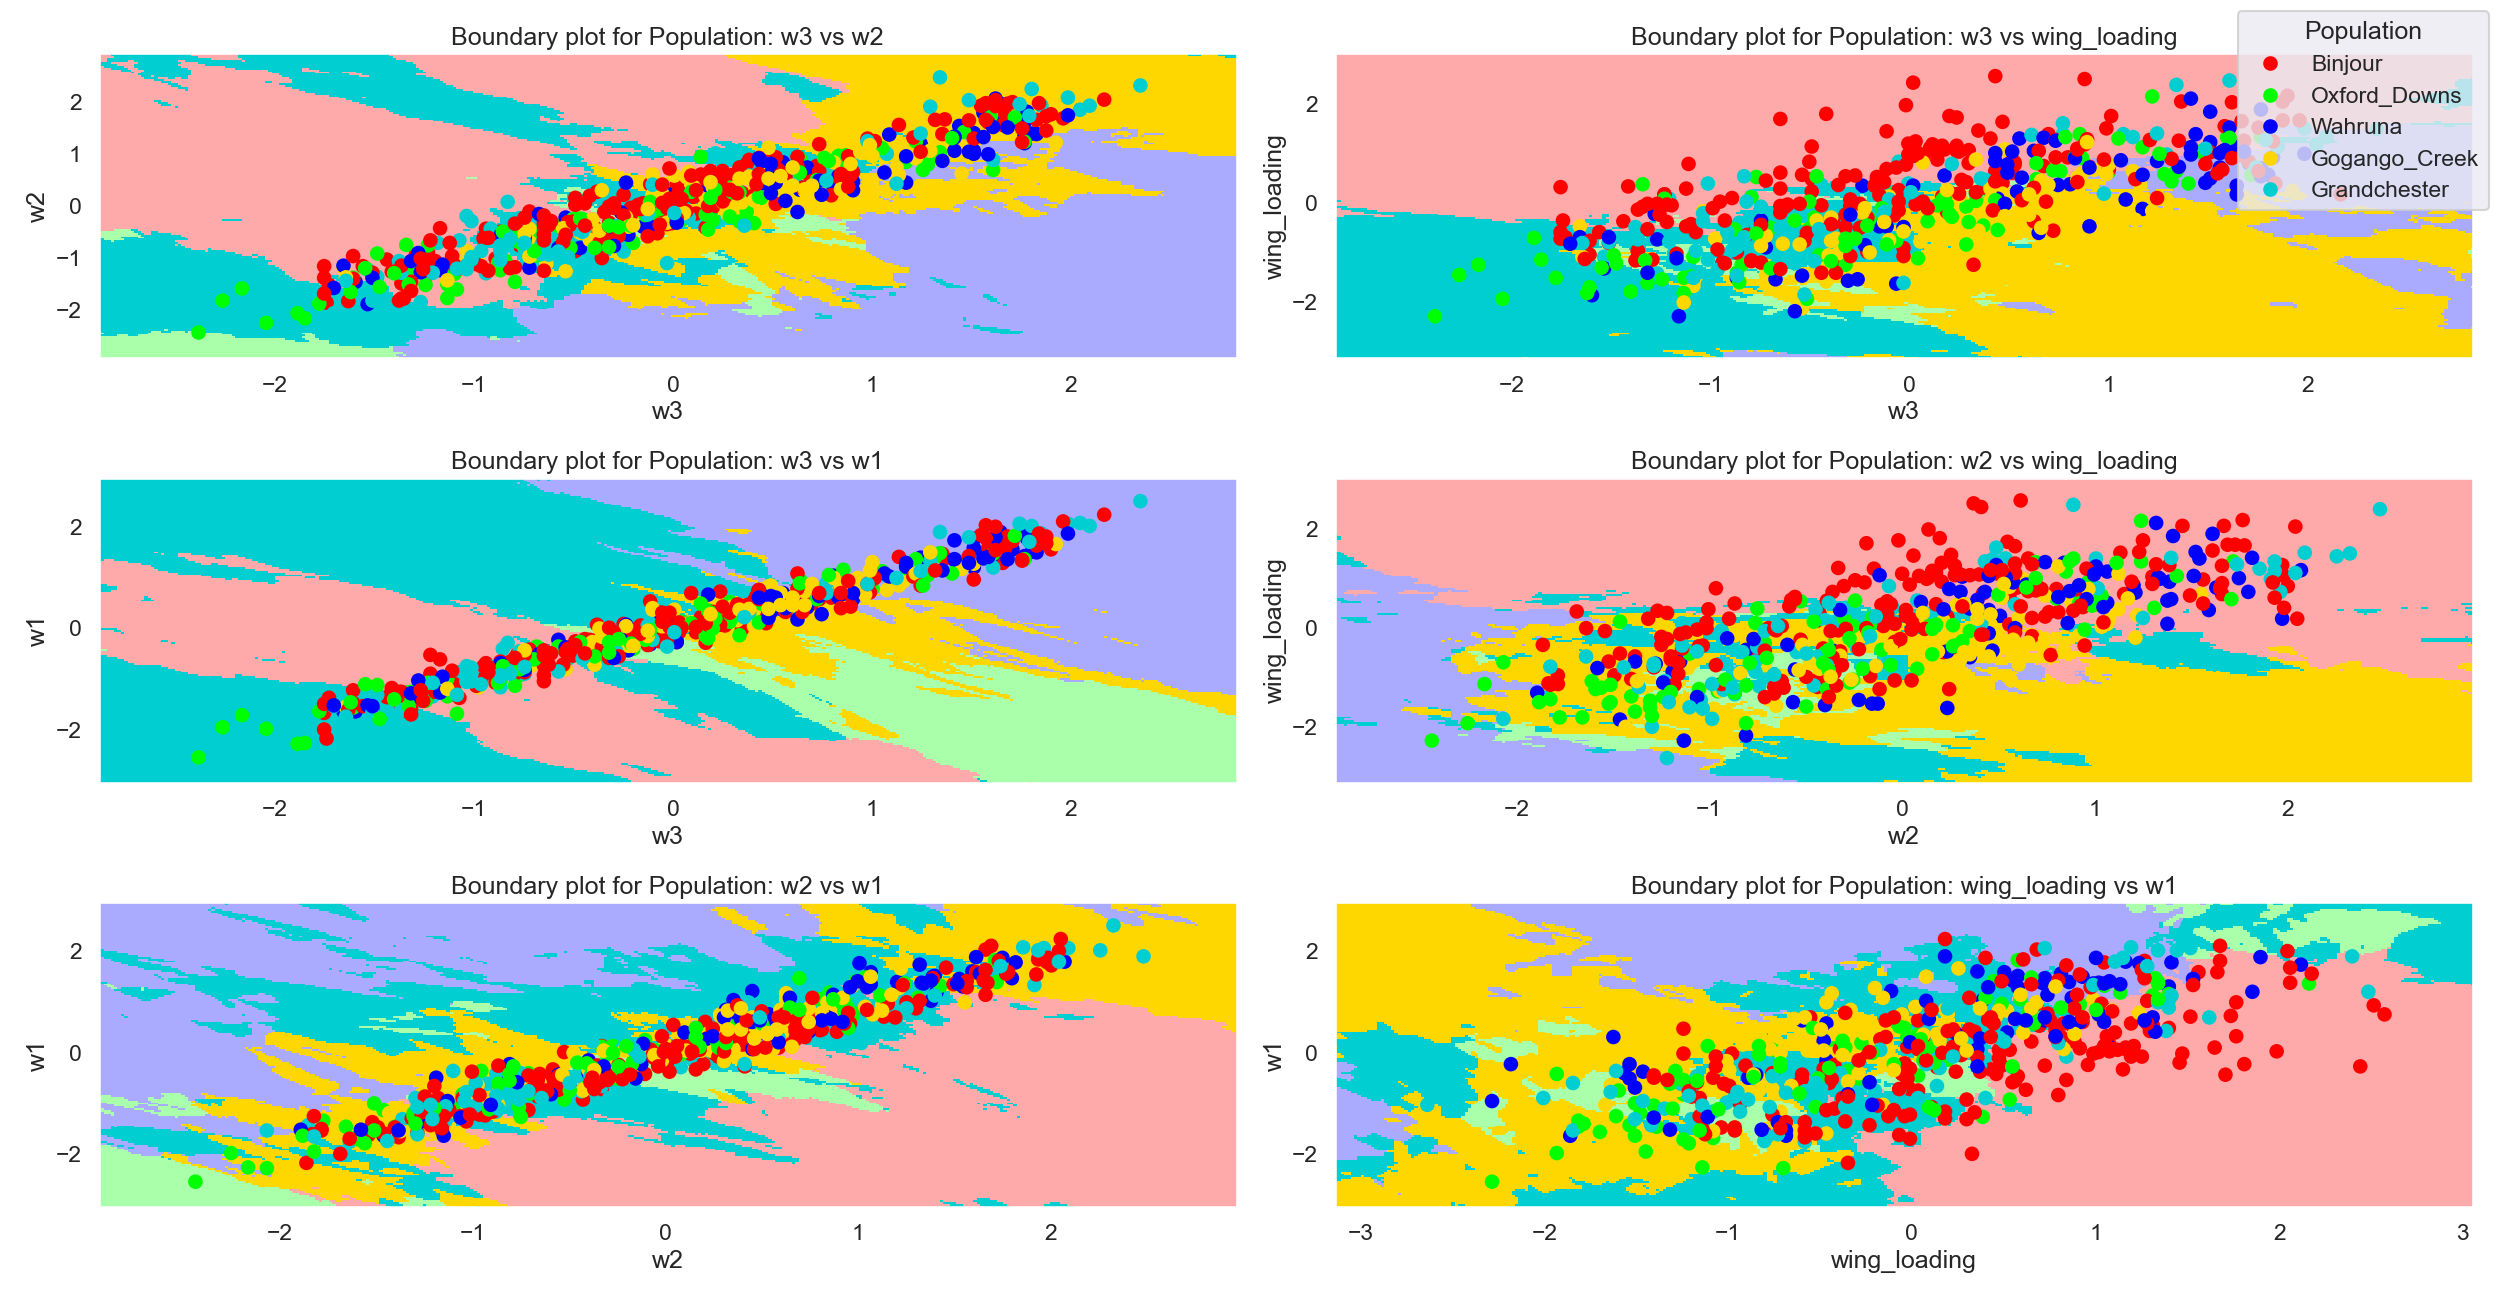 Boundary plot for Population: w3 vs w2
w2
2
1
0
−1
−2
−2 −1 0 1 2
w3
Boundary plot for Population: w3 vs wing_loading
wing_loading
2
0
−2
−2 −1 0 1 2
w3
Population
Binjour
Oxford_Downs
Wahruna
Gogango_Creek
Grandchester
Boundary plot for Population: w3 vs w1
w1
2
0
−2
−2 −1 0 1 2
w3
Boundary plot for Population: w2 vs wing_loading
wing_loading
2
0
−2
−2 −1 0 1 2
w2
Boundary plot for Population: w2 vs w1
w1
2
0
−2
−2 −1 0 1 2
w2
Boundary plot for Population: wing_loading vs w1
w1
2
0
−2
−3 −2 −1 0 1 2 3
wing_loading